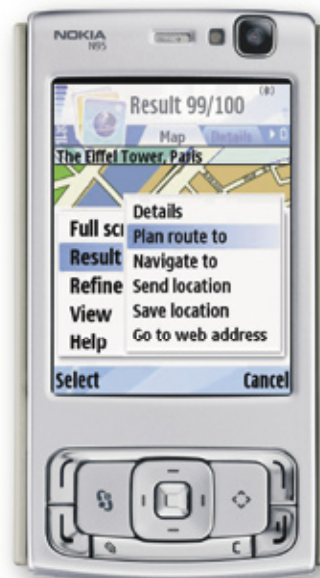 NOKIA
N95
Result 99/100
Map Details
The Eiffel Tower, Paris
Details
Full scr
Plan route to
Result
Navigate to
Refine
Send location
View
Save location
Help
Go to web address
Select Cancel
C